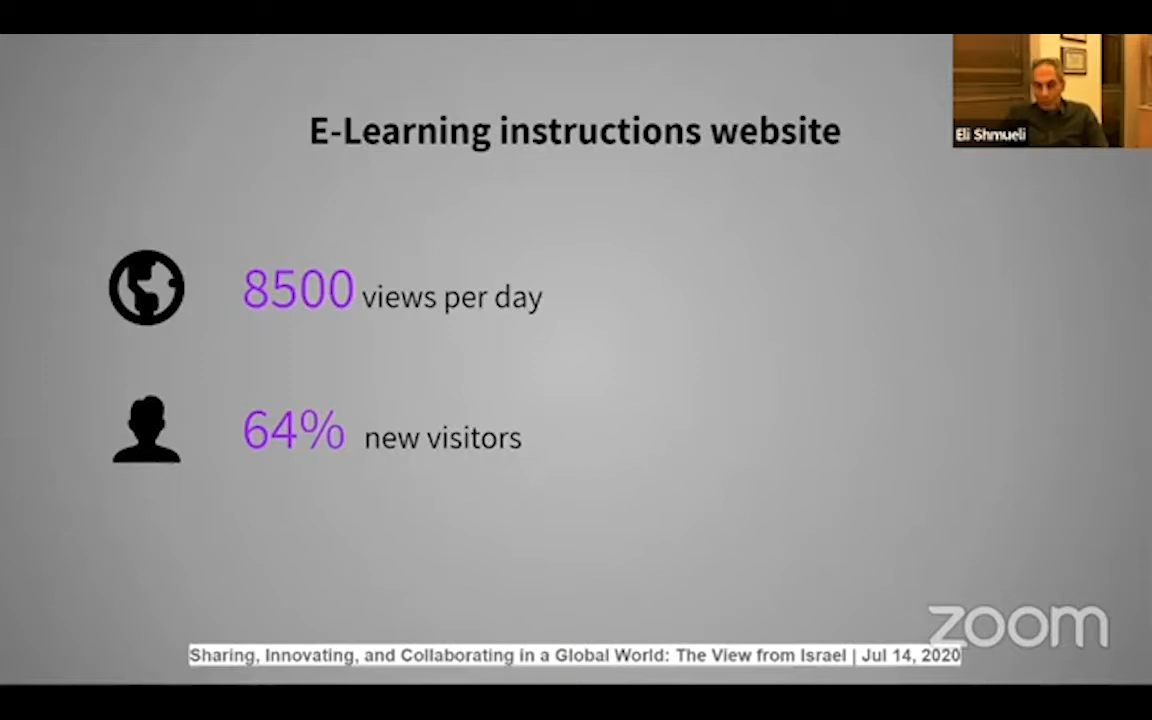 E-Learning instructions website
Eli Shmueli
8500 views per day
64% new visitors
zoom
Sharing, Innovating, and Collaborating in a Global World: The View from Israel | Jul 14, 2020